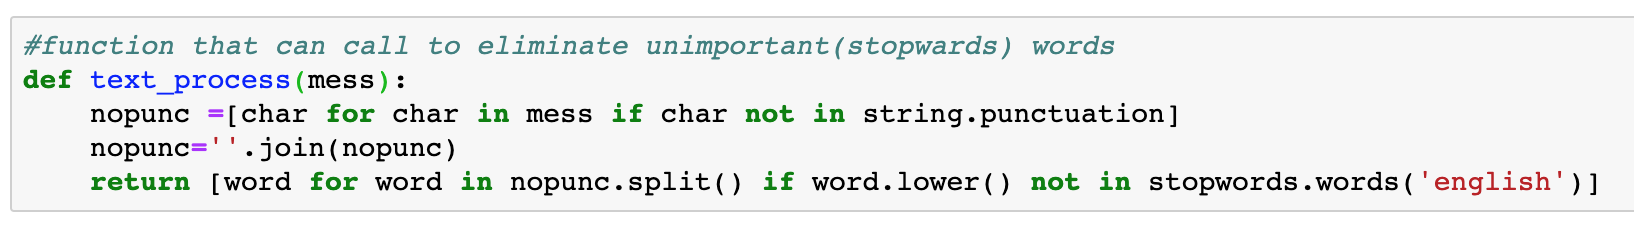 #function that can call to eliminate unimportant(stopwards) words
def text_process(mess):
    nopunc =[char for char in mess if char not in string.punctuation]
    nopunc=''.join(nopunc)
    return [word for word in nopunc.split() if word.lower() not in stopwords.words('english')]